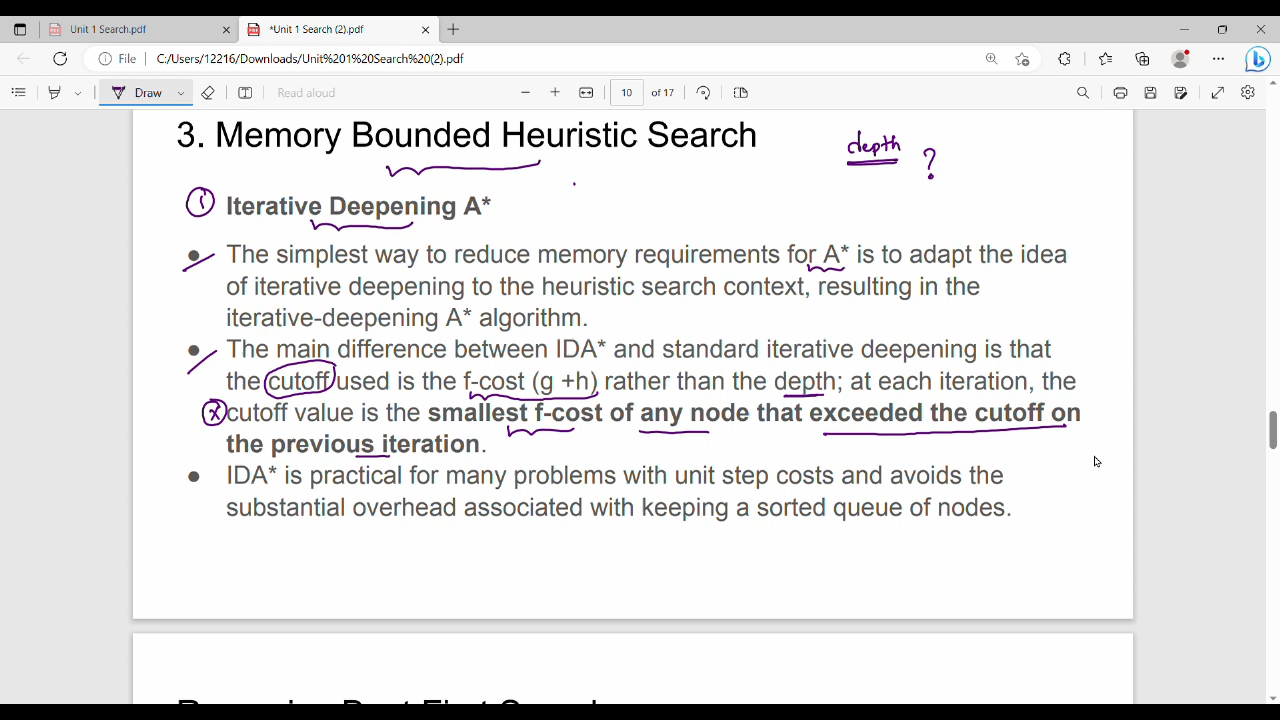 Unit 1 Search.pdf
*Unit 1 Search (2).pdf
File C:/Users/12216/Downloads/Unit%201%20Search%20(2).pdf
Draw Read aloud 10 of 17
3. Memory Bounded Heuristic Search
depth ?
1 Iterative Deepening A*
● The simplest way to reduce memory requirements for A* is to adapt the idea
of iterative deepening to the heuristic search context, resulting in the
iterative-deepening A* algorithm.
● The main difference between IDA* and standard iterative deepening is that
the cutoff used is the f-cost (g +h) rather than the depth; at each iteration, the
cutoff value is the smallest f-cost of any node that exceeded the cutoff on
the previous iteration.
● IDA* is practical for many problems with unit step costs and avoids the
substantial overhead associated with keeping a sorted queue of nodes.